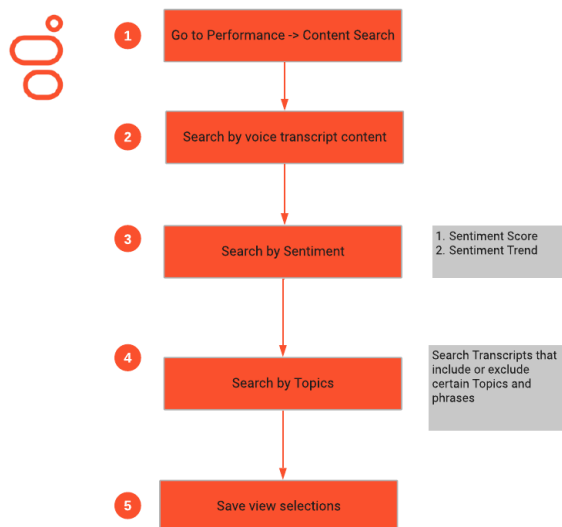 1
Go to Performance -> Content Search
2
Search by voice transcript content
3
Search by Sentiment
1. Sentiment Score
2. Sentiment Trend
4
Search by Topics
Search Transcripts that
include or exclude
certain Topics and
phrases
5
Save view selections